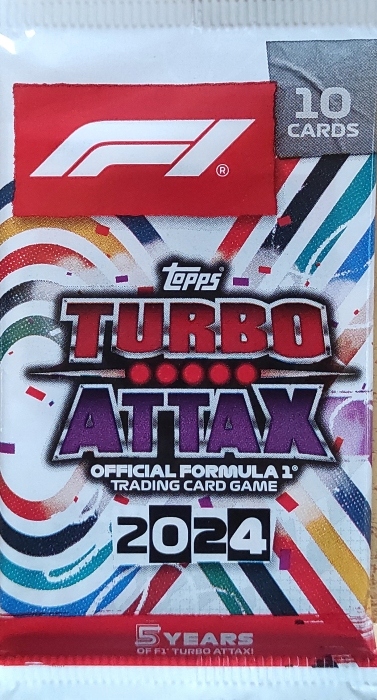 10
CARDS
F1®
Topps®
TURBO
ATTAX
OFFICIAL FORMULA 1®
TRADING CARD GAME
2024
5 YEARS
OF F1® TURBO ATTAX!